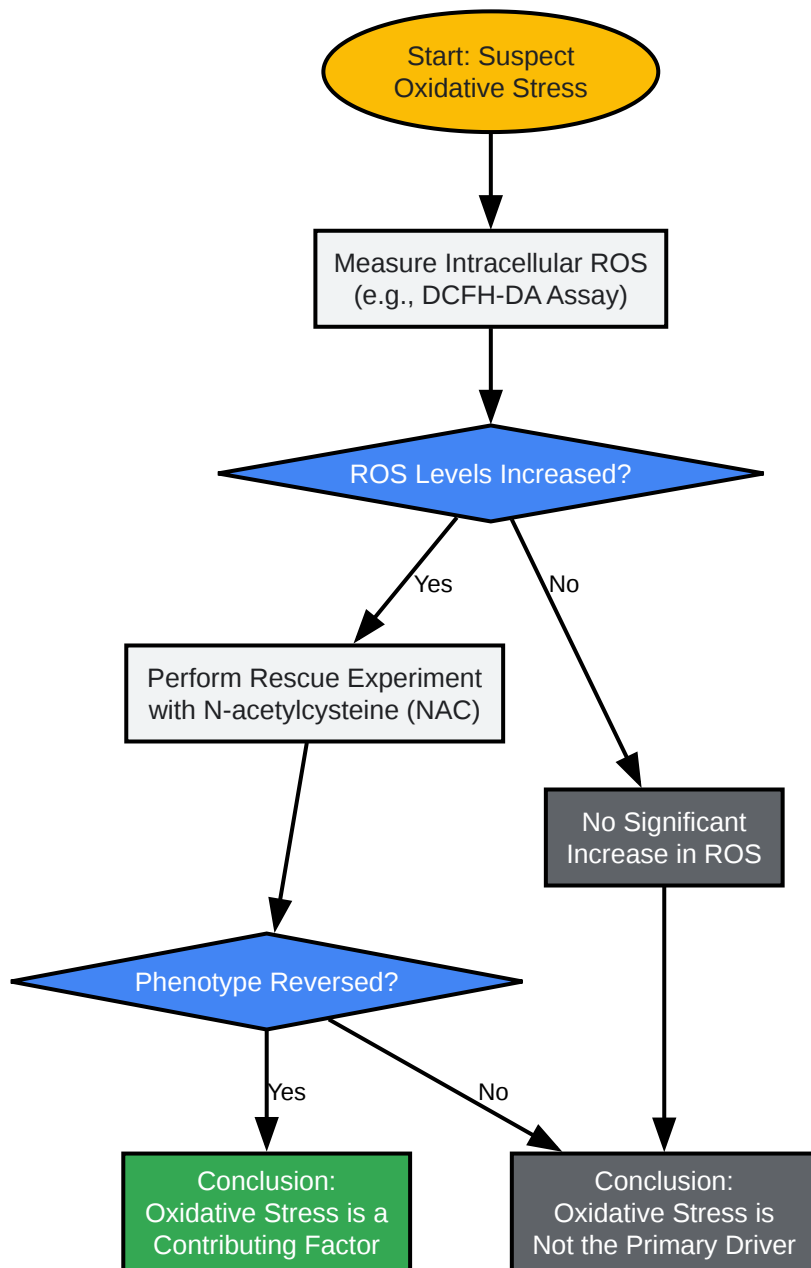 Start: Suspect
Oxidative Stress
Measure Intracellular ROS
(e.g., DCFH-DA Assay)
ROS Levels Increased?
Yes
No
Perform Rescue Experiment
with N-acetylcysteine (NAC)
No Significant
Increase in ROS
Phenotype Reversed?
Yes
No
Conclusion:
Oxidative Stress is a
Contributing Factor
Conclusion:
Oxidative Stress is
Not the Primary Driver